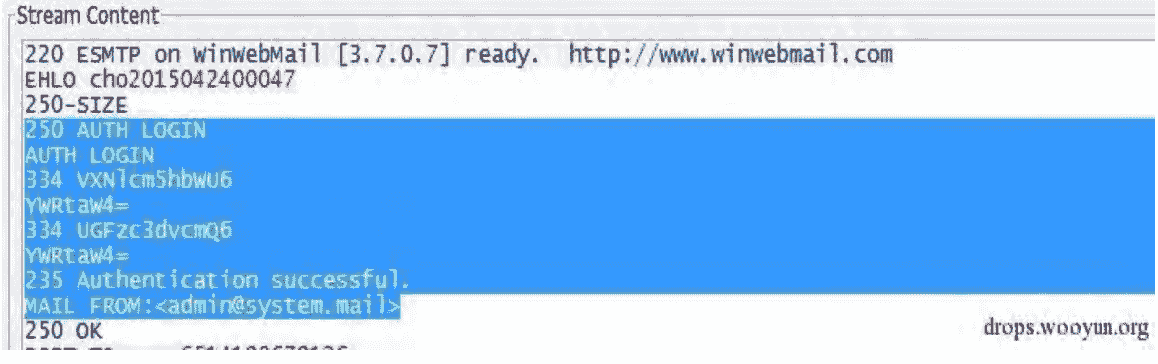 Stream Content
220 ESMTP on WinWebMail [3.7.0.7] ready.  http://www.winwebmail.com
EHLO cho2015042400047
250-SIZE
250 AUTH LOGIN
AUTH LOGIN
334 VXNlcm5hbWU6
YWRtaW4=
334 UGFzc3dvcmQ6
YWRtaW4=
235 Authentication successful.
MAIL FROM:<admin@system.mail>
250 OK
drops.wooyun.org